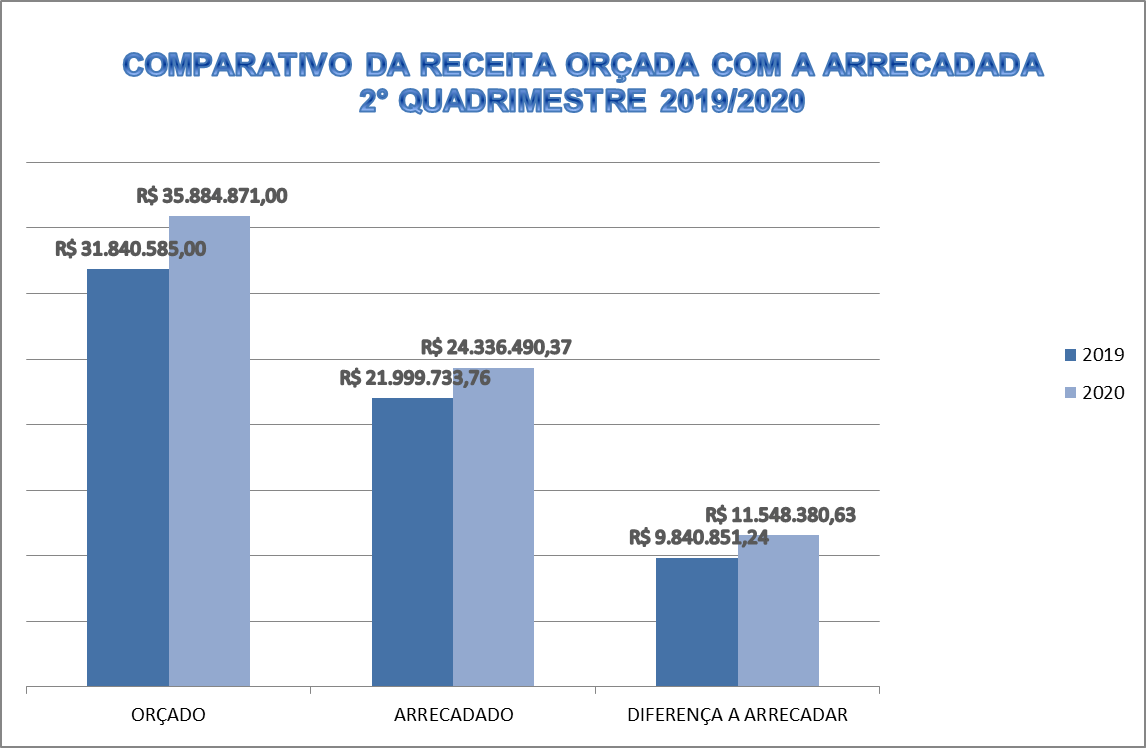 COMPARATIVO DA RECEITA ORÇADA COM A ARRECADADA
2° QUADRIMESTRE 2019/2020
R$ 35.884.871,00
R$ 31.840.585,00
R$ 24.336.490,37
R$ 21.999.733,76
R$ 11.548.380,63
R$ 9.840.851,24
2019
2020
ORÇADO
ARRECADADO
DIFERENÇA A ARRECADAR